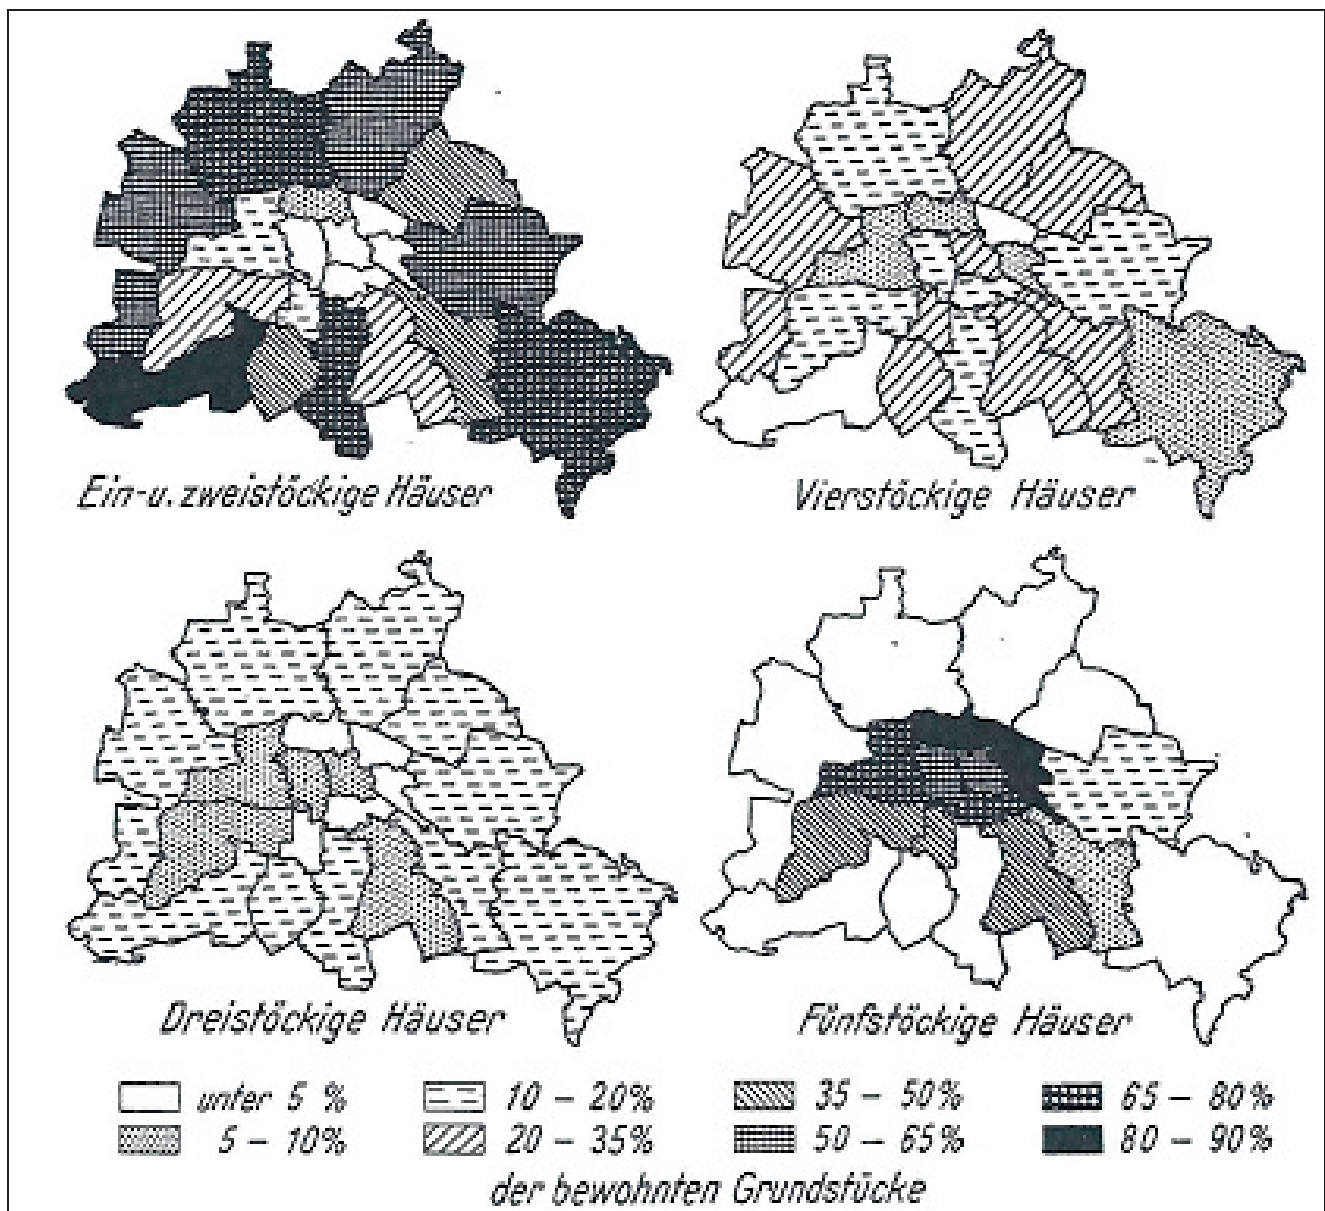 Ein- u. zweistöckige Häuser
Vierstöckige Häuser
Dreistöckige Häuser
Fünfstöckige Häuser
unter 5 %
10 – 20%
35 – 50%
65 – 80%
5 – 10%
20 – 35%
50 – 65%
80 – 90%
der bewohnten Grundstücke